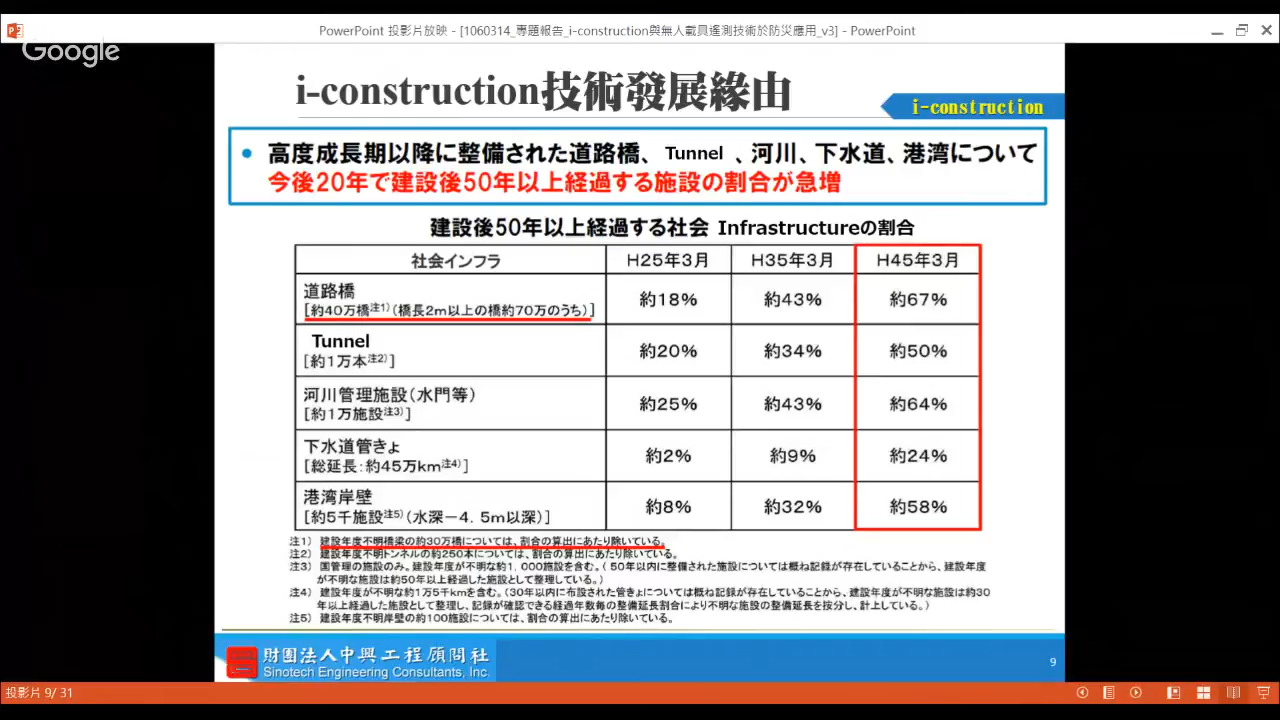 PowerPoint 投影片放映 - [1060314_專題報告_i-construction與無人載具遙測技術於防災應用_v3] - PowerPoint
Google
i-construction技術發展緣由
i-construction
• 高度成長期以降に整備された道路橋、 Tunnel 、河川、下水道、港湾について
今後20年で建設後50年以上経過する施設の割合が急増
建設後50年以上経過する社会 Infrastructureの割合
社会インフラ H25年3月 H35年3月 H45年3月
道路橋
[約40万橋注1)(橋長2m以上の橋約70万のうち)] 約18% 約43% 約67%
Tunnel
[約1万本注2)] 約20% 約34% 約50%
河川管理施設(水門等)
[約1万施設注3)] 約25% 約43% 約64%
下水道管きょ
[総延長:約45万km注4)] 約2% 約9% 約24%
港湾岸壁
[約5千施設注5)(水深－4．5m以深)] 約8% 約32% 約58%
注1) 建設年度不明橋梁の約30万橋については、割合の算出にあたり除いている。
注2) 建設年度不明トンネルの約250本については、割合の算出にあたり除いている。
注3) 国管理の施設のみ。建設年度が不明な約1，000施設を含む。(50年以内に整備された施設については概ね記録が存在していることから、建設年度
が不明な施設は約50年以上経過した施設として整理している。)
注4) 建設年度が不明な約1万5千kmを含む。(30年以内に布設された管きょについては概ね記録が存在していることから、建設年度が不明な施設は約30
年以上経過した施設として整理し、記録が確認できる経過年数毎の整備延長割合により不明な施設の整備延長を按分し、計上している。)
注5) 建設年度不明岸壁の約100施設については、割合の算出にあたり除いている。
財團法人中興工程顧問社
Sinotech Engineering Consultants, Inc.
9
投影片 9/ 31